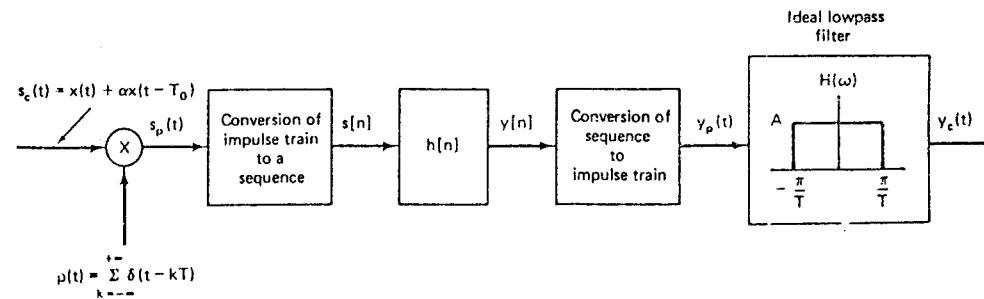 Ideal lowpass
filter
H(ω)
s_c(t) = x(t) + αx(t − T_0)
s_p(t)
Conversion of
impulse train
to a
sequence
s[n]
h[n]
y[n]
Conversion of
sequence
to
impulse train
y_p(t)
A
y_c(t)
X
− π/T
π/T
p(t) = Σ δ(t − kT)
+∞
k = −∞